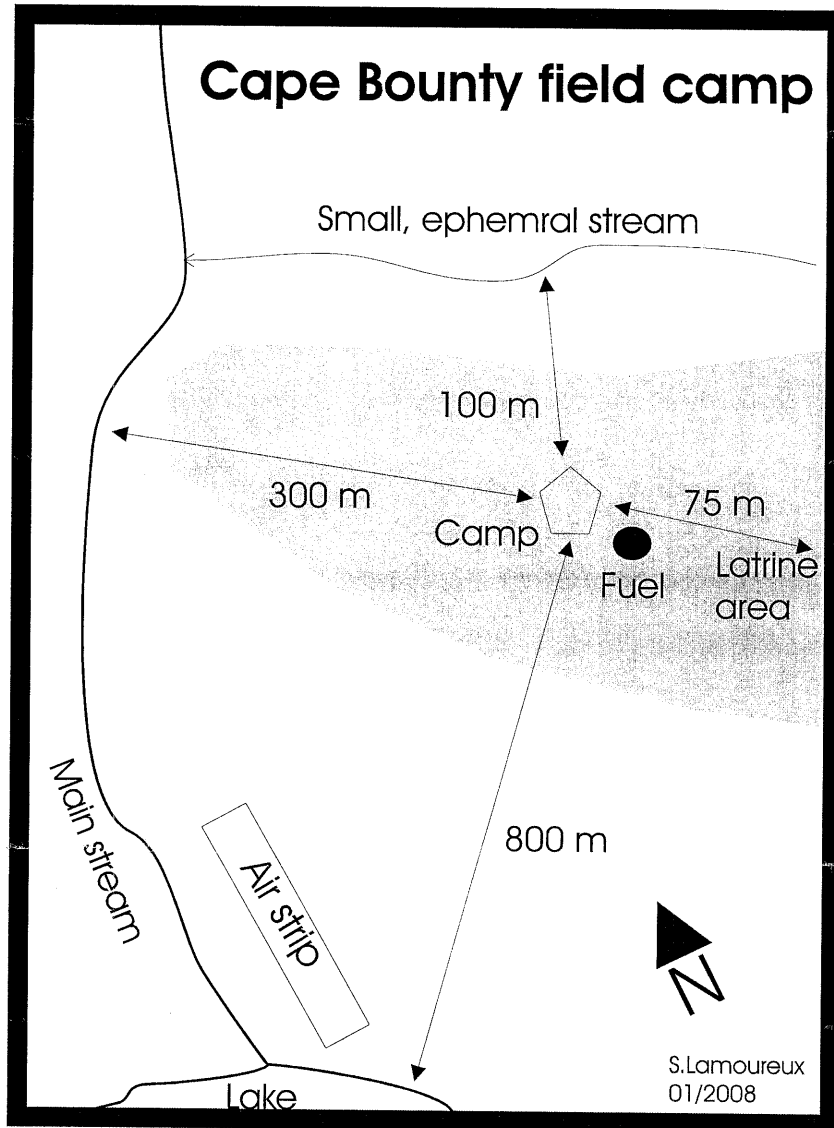 Cape Bounty field camp
Small, ephemral stream
100 m
300 m
75 m
Camp
Fuel
Latrine
area
Main stream
800 m
Air strip
N
S.Lamoureux
01/2008
Lake